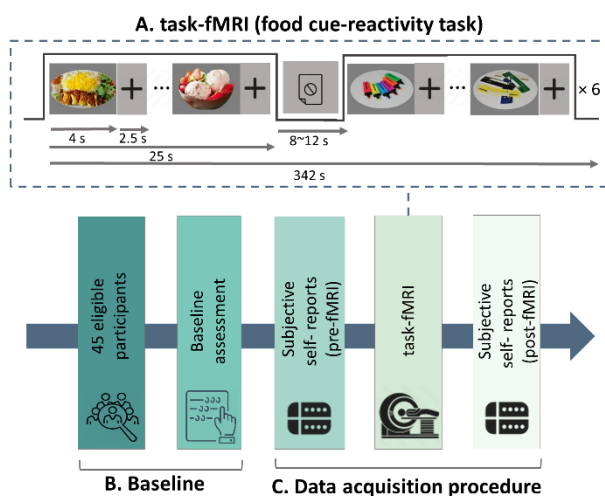 A. task-fMRI (food cue-reactivity task)
...
...
× 6
4 s
2.5 s
8~12 s
25 s
342 s
45 eligible
participants
Baseline
assessment
Subjective
self- reports
(pre-fMRI)
task-fMRI
Subjective
self- reports
(post-fMRI)
B. Baseline
C. Data acquisition procedure